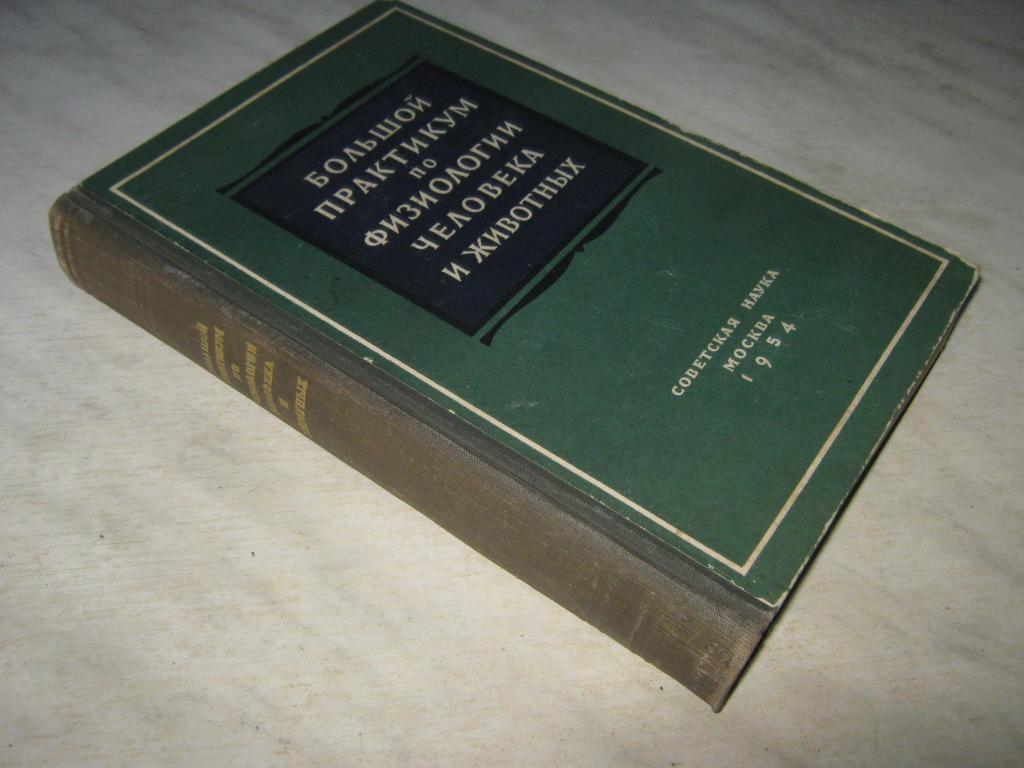 БОЛЬШОЙ
ПРАКТИКУМ
ПО
ФИЗИОЛОГИИ
ЧЕЛОВЕКА
И ЖИВОТНЫХ
СОВЕТСКАЯ НАУКА
МОСКВА
1954